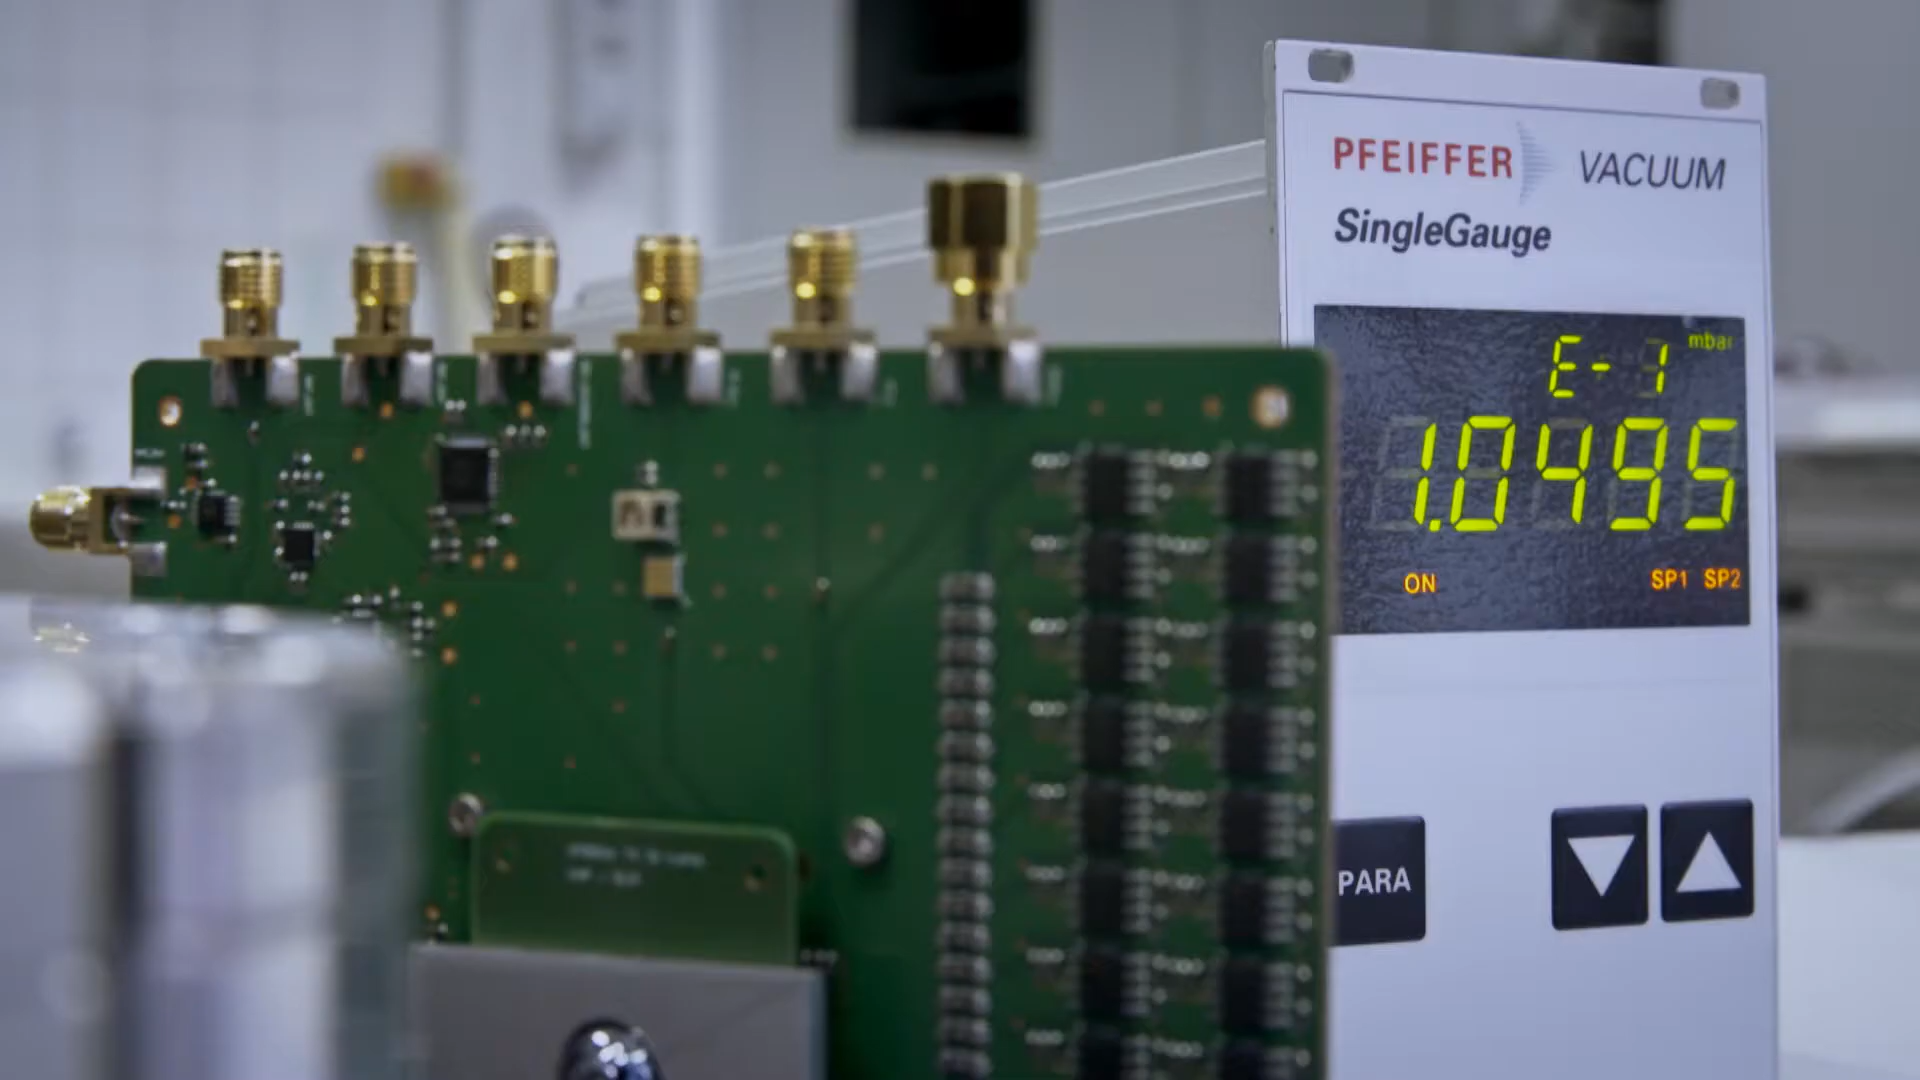 PFEIFFER VACUUM
SingleGauge
E-1 mbar
1.0495
ON SP1 SP2
PARA